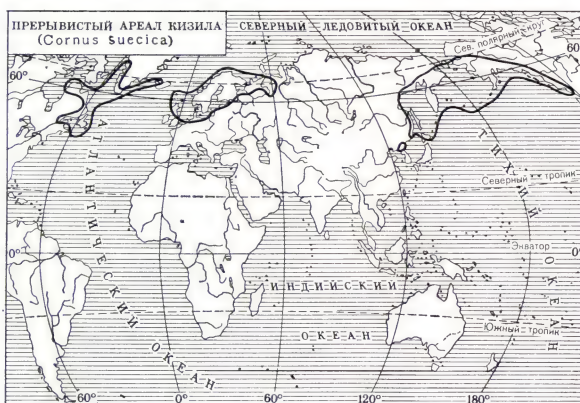 ПРЕРЫВИСТЫЙ АРЕАЛ КИЗИЛА
(Cornus Suecica)
СЕВЕРНЫЙ ЛЕДОВИТЫЙ ОКЕАН
Сев. полярный круг
60°
60°
АТЛАНТИЧЕСКИЙ ОКЕАН
ТИХИЙ ОКЕАН
Северный тропик
Экватор
0°
0°
ИНДИЙСКИЙ
ОКЕАН
Южный тропик
60°
0°
60°
120°
180°